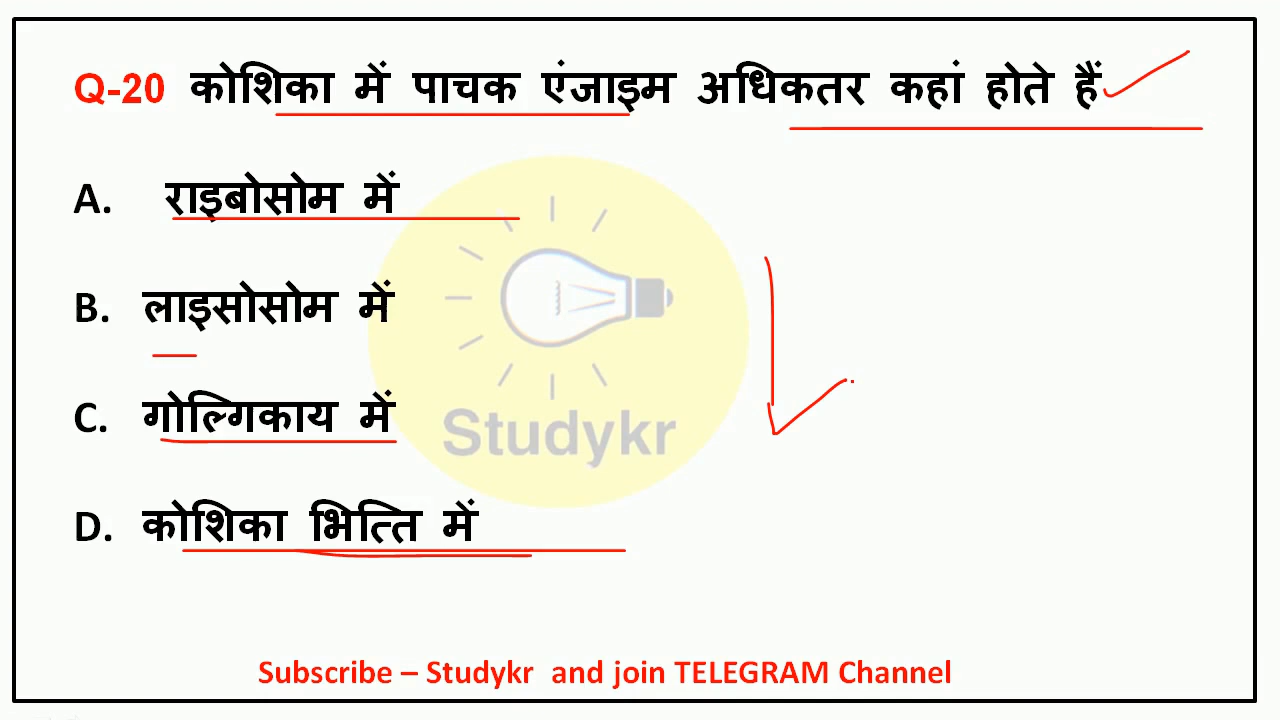 Q-20 कोशिका में पाचक एंजाइम अधिकतर कहां होते हैं
A. राइबोसोम में
B. लाइसोसोम में
C. गोल्गिकाय में
Studykr
D. कोशिका भित्ति में
Subscribe – Studykr and join TELEGRAM Channel